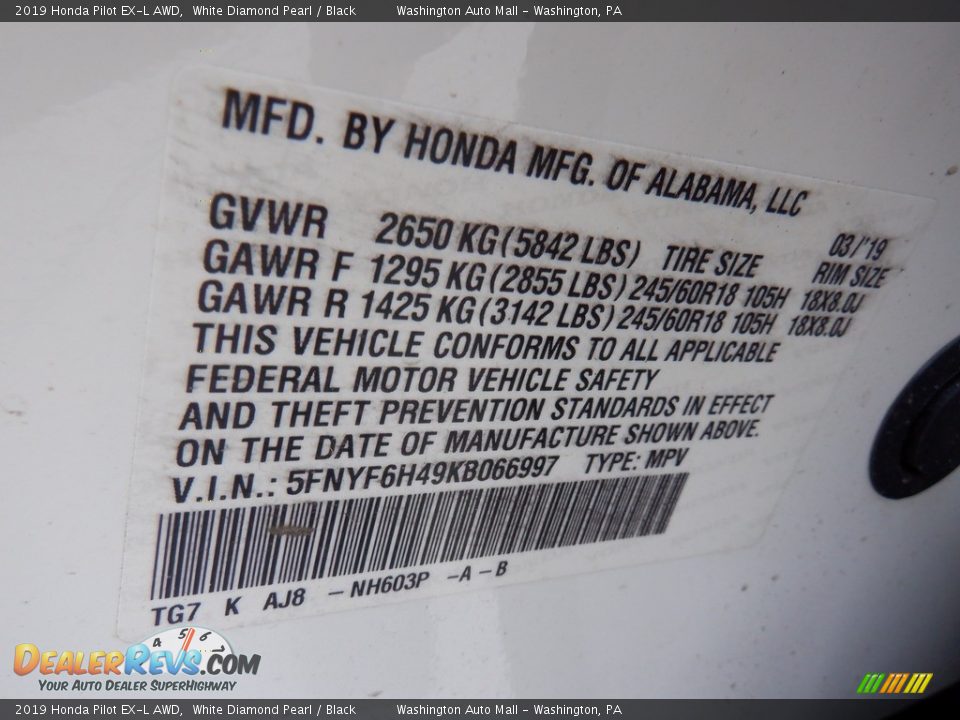 2019 Honda Pilot EX-L AWD, White Diamond Pearl / Black Washington Auto Mall - Washington, PA
MFD. BY HONDA MFG. OF ALABAMA, LLC
03/'19
GVWR 2650 KG (5842 LBS) TIRE SIZE RIM SIZE
GAWR F 1295 KG (2855 LBS) 245/60R18 105H 18X8.0J
GAWR R 1425 KG (3142 LBS) 245/60R18 105H 18X8.0J
THIS VEHICLE CONFORMS TO ALL APPLICABLE
FEDERAL MOTOR VEHICLE SAFETY
AND THEFT PREVENTION STANDARDS IN EFFECT
ON THE DATE OF MANUFACTURE SHOWN ABOVE.
V.I.N.: 5FNYF6H49KB066997 TYPE: MPV
TG7 K AJ8 - NH603P -A - B
4 5 6
DEALERREVS.COM
YOUR AUTO DEALER SUPERHIGHWAY
2019 Honda Pilot EX-L AWD, White Diamond Pearl / Black Washington Auto Mall - Washington, PA